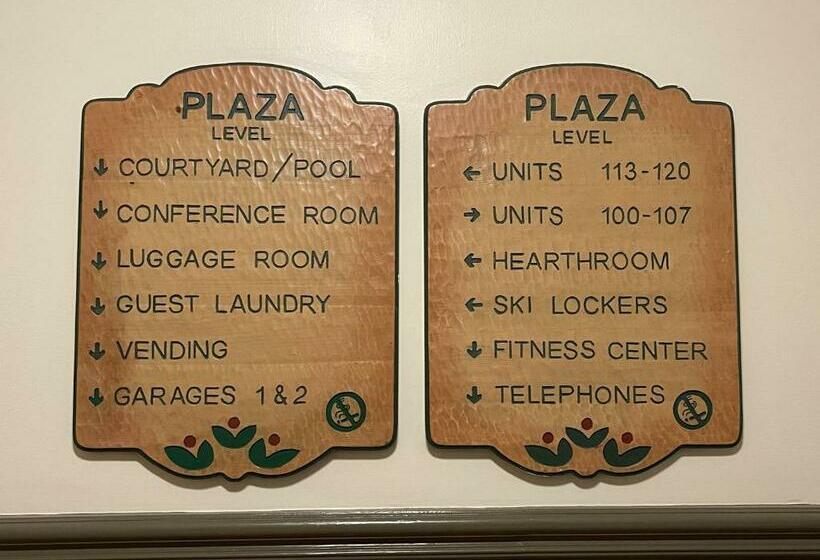 PLAZA
LEVEL
↓ COURTYARD/POOL
↓ CONFERENCE ROOM
↓ LUGGAGE ROOM
↓ GUEST LAUNDRY
↓ VENDING
↓ GARAGES 1&2
PLAZA
LEVEL
← UNITS 113-120
→ UNITS 100-107
← HEARTHROOM
← SKI LOCKERS
↓ FITNESS CENTER
↓ TELEPHONES